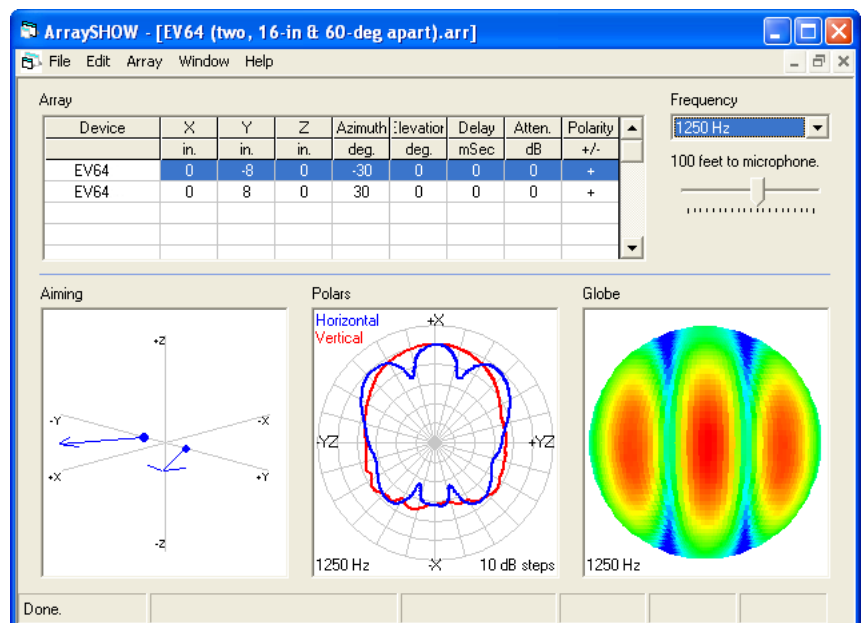 ArraySHOW - [EV64 (two, 16-in & 60-deg apart).arr]
File Edit Array Window Help
Array
Frequency
Device X Y Z Azimuth Elevation Delay Atten. Polarity
in. in. in. deg. deg. mSec dB +/-
EV64 0 -8 0 -30 0 0 0 +
EV64 0 8 0 30 0 0 0 +
1250 Hz
100 feet to microphone.
Aiming
Polars
Globe
+Z
-Y
-X
+X
+Y
-Z
Horizontal
Vertical
+X
-YZ
+YZ
1250 Hz
-X
10 dB steps
1250 Hz
Done.